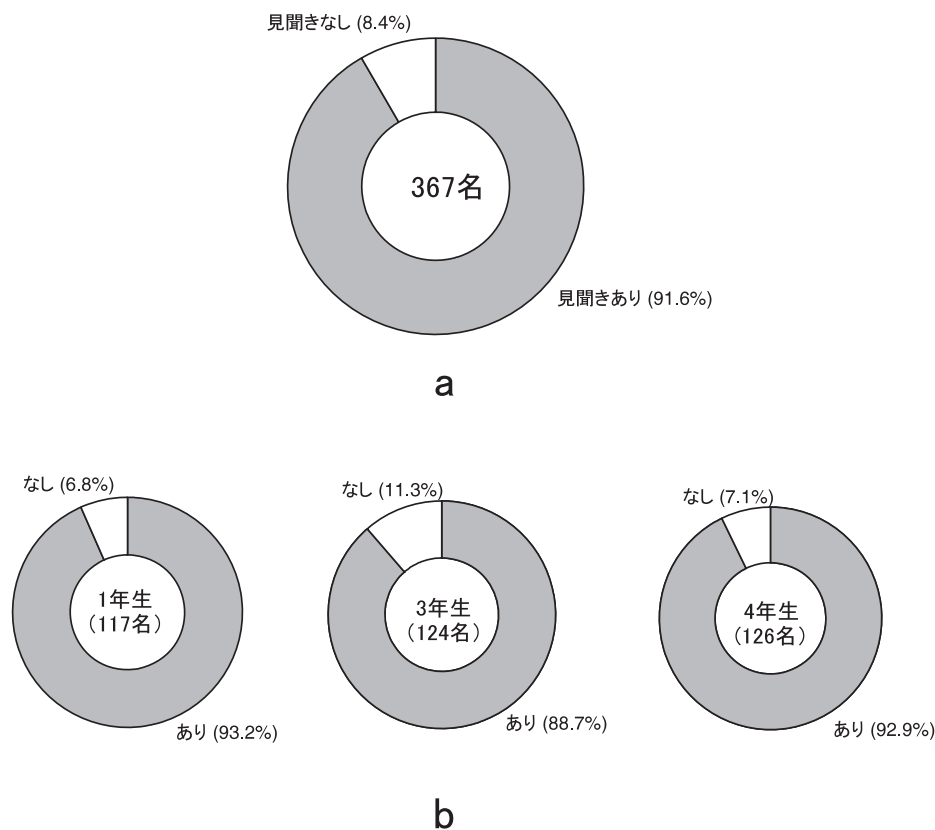 見聞きなし (8.4%)
367名
見聞きあり (91.6%)
a
なし (6.8%)
1年生
(117名)
あり (93.2%)
なし (11.3%)
3年生
(124名)
あり (88.7%)
なし (7.1%)
4年生
(126名)
あり (92.9%)
b